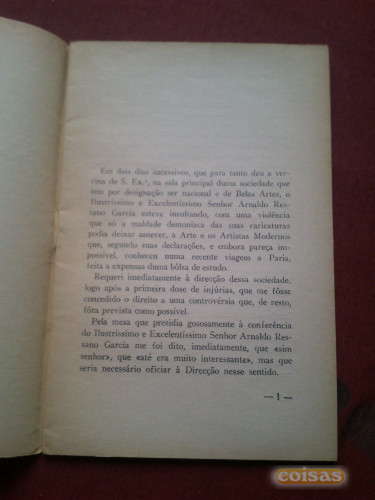 Em dois dias sucessivos, que para tanto deu a ver-
rina de S. Ex.ª, na sala principal duma sociedade que
tem por designação ser nacional e de Belas Artes, o
Ilustríssimo e Excelentíssimo Senhor Arnaldo Res-
sano Garcia esteve insultando, com uma violência
que só a maldade demoníaca das suas caricaturas
podia deixar antever, a Arte e os Artistas Modernos
que, segundo suas declarações, e embora pareça im-
possível, conheceu numa recente viagem a Paris,
feita a expensas duma bôlsa de estudo.
Requeri imediatamente à direcção dessa sociedade,
logo após a primeira dose de injúrias, que me fôsse
concedido o direito a uma controvérsia que, de resto,
fôra prevista como possível.
Pela mesa que presidia gososamente à conferência
do Ilustríssimo e Excelentíssimo Senhor Arnaldo Res-
sano Garcia me foi dito, imediatamente, que «sim
senhor», que «até era muito interessante», mas que
seria necessário oficiar à Direcção nesse sentido.
— 1 —
coisas